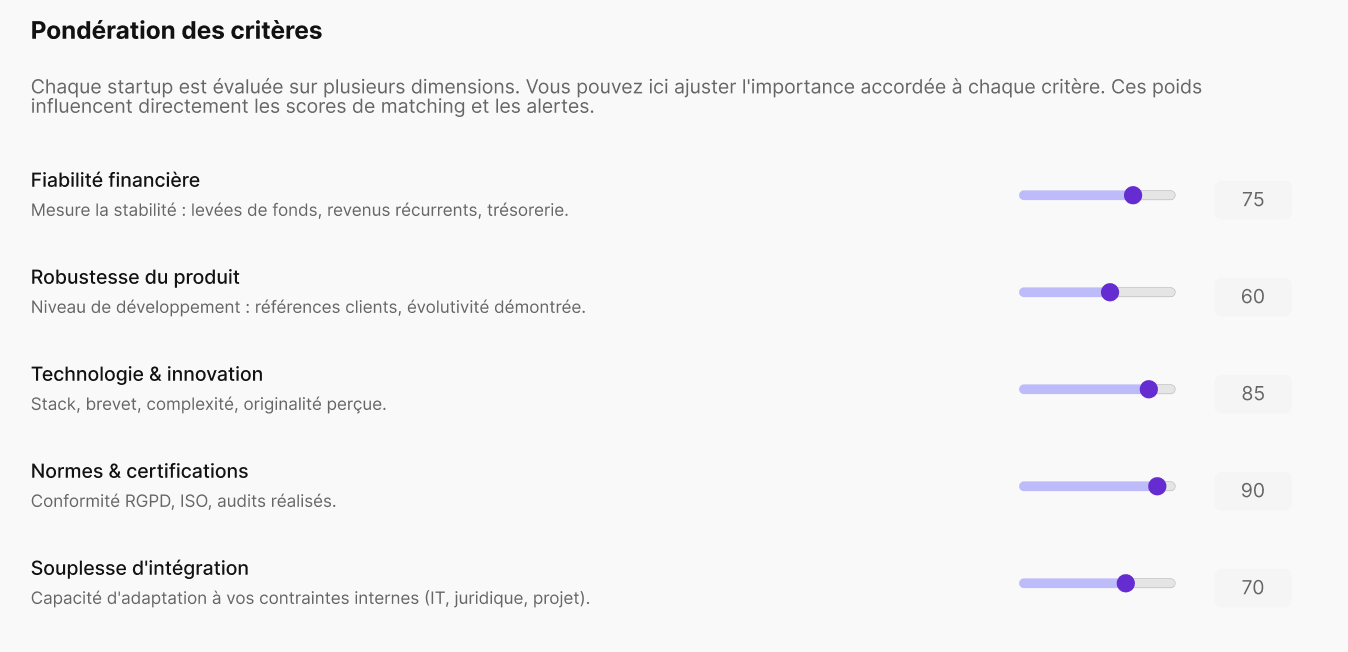 Pondération des critères
Chaque startup est évaluée sur plusieurs dimensions. Vous pouvez ici ajuster l'importance accordée à chaque critère. Ces poids
influencent directement les scores de matching et les alertes.
Fiabilité financière
Mesure la stabilité : levées de fonds, revenus récurrents, trésorerie.
75
Robustesse du produit
Niveau de développement : références clients, évolutivité démontrée.
60
Technologie & innovation
Stack, brevet, complexité, originalité perçue.
85
Normes & certifications
Conformité RGPD, ISO, audits réalisés.
90
Souplesse d'intégration
Capacité d'adaptation à vos contraintes internes (IT, juridique, projet).
70